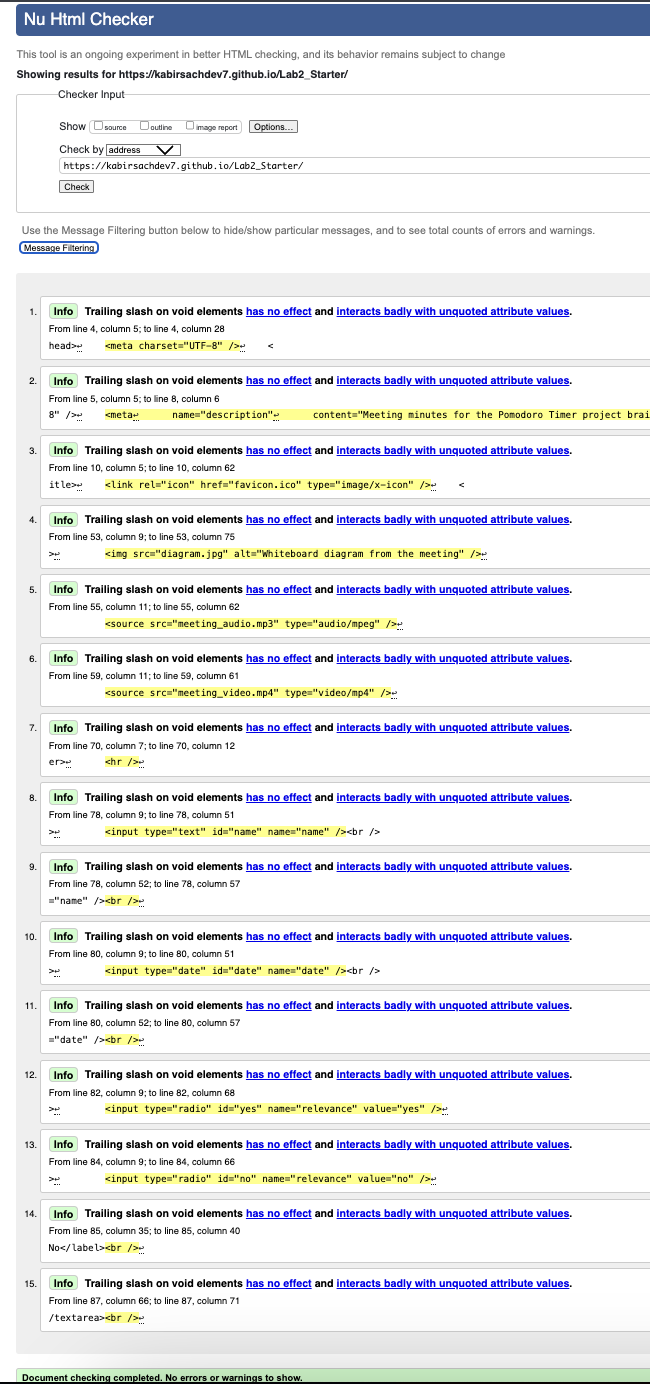 Nu Html Checker
This tool is an ongoing experiment in better HTML checking, and its behavior remains subject to change
Showing results for https://kabirsachdev7.github.io/Lab2_Starter/
Checker Input
Show source outline image report Options...
Check by address
https://kabirsachdev7.github.io/Lab2_Starter/
Check
Use the Message Filtering button below to hide/show particular messages, and to see total counts of errors and warnings.
Message Filtering
1. Info Trailing slash on void elements has no effect and interacts badly with unquoted attribute values.
From line 4, column 5; to line 4, column 28
head>↩ <meta charset="UTF-8" />↩ <
2. Info Trailing slash on void elements has no effect and interacts badly with unquoted attribute values.
From line 5, column 5; to line 8, column 6
8" />↩ <meta↩ name="description"↩ content="Meeting minutes for the Pomodoro Timer project brai
3. Info Trailing slash on void elements has no effect and interacts badly with unquoted attribute values.
From line 10, column 5; to line 10, column 62
itle>↩ <link rel="icon" href="favicon.ico" type="image/x-icon" />↩ <
4. Info Trailing slash on void elements has no effect and interacts badly with unquoted attribute values.
From line 53, column 9; to line 53, column 75
>↩ <img src="diagram.jpg" alt="Whiteboard diagram from the meeting" />↩
5. Info Trailing slash on void elements has no effect and interacts badly with unquoted attribute values.
From line 55, column 11; to line 55, column 62
<source src="meeting_audio.mp3" type="audio/mpeg" />↩
6. Info Trailing slash on void elements has no effect and interacts badly with unquoted attribute values.
From line 59, column 11; to line 59, column 61
<source src="meeting_video.mp4" type="video/mp4" />↩
7. Info Trailing slash on void elements has no effect and interacts badly with unquoted attribute values.
From line 70, column 7; to line 70, column 12
er>↩ <hr />↩
8. Info Trailing slash on void elements has no effect and interacts badly with unquoted attribute values.
From line 78, column 9; to line 78, column 51
>↩ <input type="text" id="name" name="name" /><br />
9. Info Trailing slash on void elements has no effect and interacts badly with unquoted attribute values.
From line 78, column 52; to line 78, column 57
="name" /><br />↩
10. Info Trailing slash on void elements has no effect and interacts badly with unquoted attribute values.
From line 80, column 9; to line 80, column 51
>↩ <input type="date" id="date" name="date" /><br />
11. Info Trailing slash on void elements has no effect and interacts badly with unquoted attribute values.
From line 80, column 52; to line 80, column 57
="date" /><br />↩
12. Info Trailing slash on void elements has no effect and interacts badly with unquoted attribute values.
From line 82, column 9; to line 82, column 68
>↩ <input type="radio" id="yes" name="relevance" value="yes" />↩
13. Info Trailing slash on void elements has no effect and interacts badly with unquoted attribute values.
From line 84, column 9; to line 84, column 66
>↩ <input type="radio" id="no" name="relevance" value="no" />↩
14. Info Trailing slash on void elements has no effect and interacts badly with unquoted attribute values.
From line 85, column 35; to line 85, column 40
No</label><br />↩
15. Info Trailing slash on void elements has no effect and interacts badly with unquoted attribute values.
From line 87, column 66; to line 87, column 71
/textarea><br />↩
Document checking completed. No errors or warnings to show.